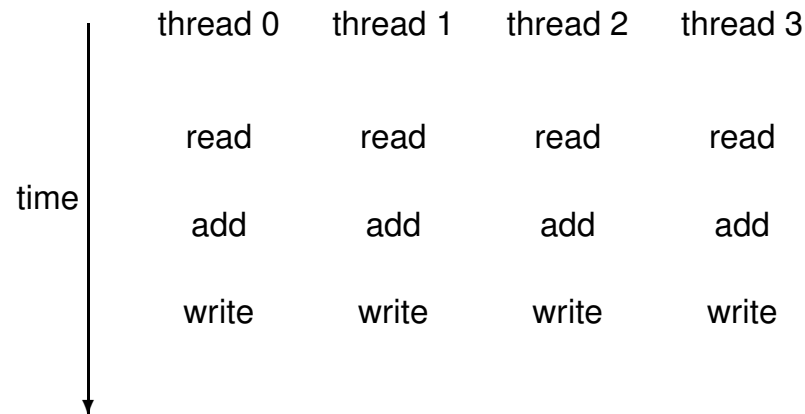 thread 0 thread 1 thread 2 thread 3
read read read read
time
add add add add
write write write write